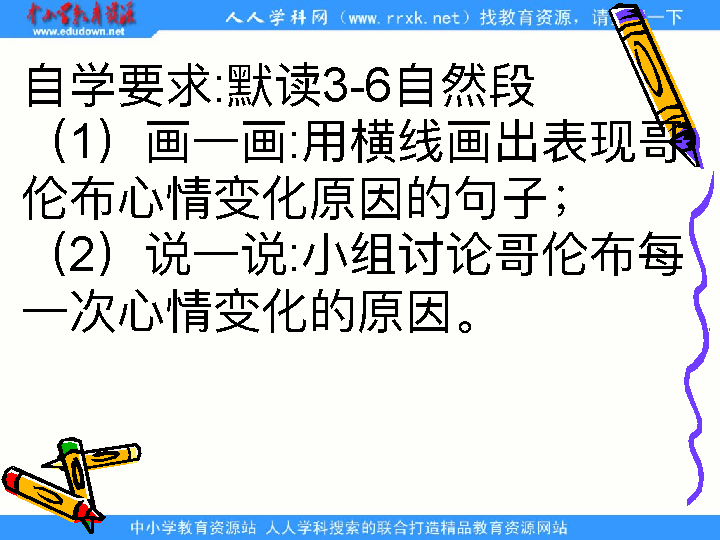 中小学教育资源
www.edudown.net
人人学科网（www.rrxk.net）找教育资源，请 一下
自学要求:默读3-6自然段
（1）画一画:用横线画出表现哥
伦布心情变化原因的句子；
（2）说一说:小组讨论哥伦布每
一次心情变化的原因。
中小学教育资源站 人人学科搜索的联合打造精品教育资源网站